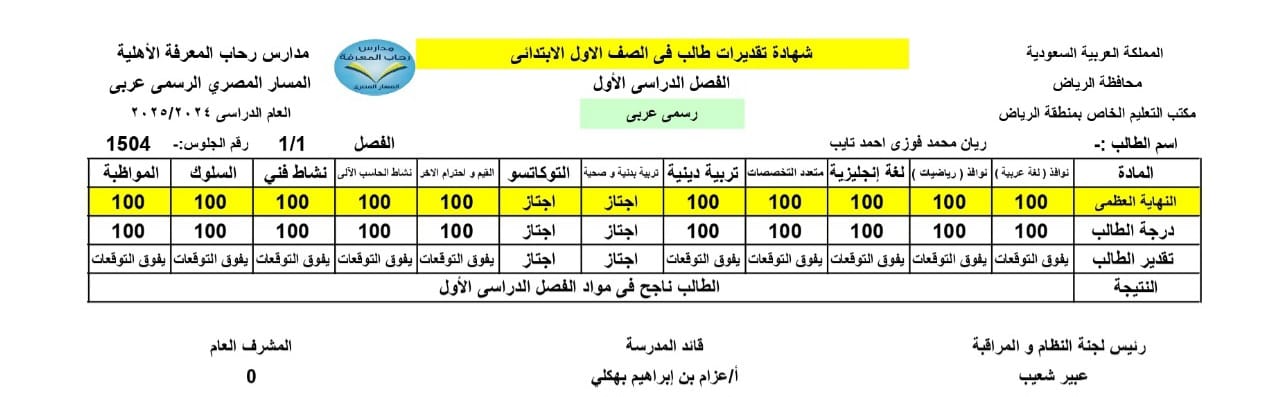 المملكة العربية السعودية
محافظة الرياض
مكتب التعليم الخاص بمنطقة الرياض
شهادة تقديرات طالب فى الصف الاول الابتدائى
الفصل الدراسى الأول
رسمى عربى
مدارس رحاب المعرفة
المسار المصرى
مدارس رحاب المعرفة الأهلية
المسار المصري الرسمى عربى
العام الدراسى ٢٠٢٥/٢٠٢٤
اسم الطالب :- ريان محمد فوزى احمد تايب الفصل 1/1 رقم الجلوس:- 1504
المادة نوافذ ( لغة عربية ) نوافذ ( رياضيات ) لغة إنجليزية متعدد التخصصات تربية دينية تربية بدنية و صحية التوكاتسو القيم و احترام الاخر نشاط الحاسب الألى نشاط فني السلوك المواظبة
النهاية العظمى 100 100 100 100 100 اجتاز اجتاز 100 100 100 100 100
درجة الطالب 100 100 100 100 100 اجتاز اجتاز 100 100 100 100 100
تقدير الطالب يفوق التوقعات يفوق التوقعات يفوق التوقعات يفوق التوقعات يفوق التوقعات اجتاز اجتاز يفوق التوقعات يفوق التوقعات يفوق التوقعات يفوق التوقعات يفوق التوقعات
النتيجة الطالب ناجح فى مواد الفصل الدراسى الأول
رئيس لجنة النظام و المراقبة قائد المدرسة المشرف العام
عبير شعيب أ/عزام بن إبراهيم بهكلي 0